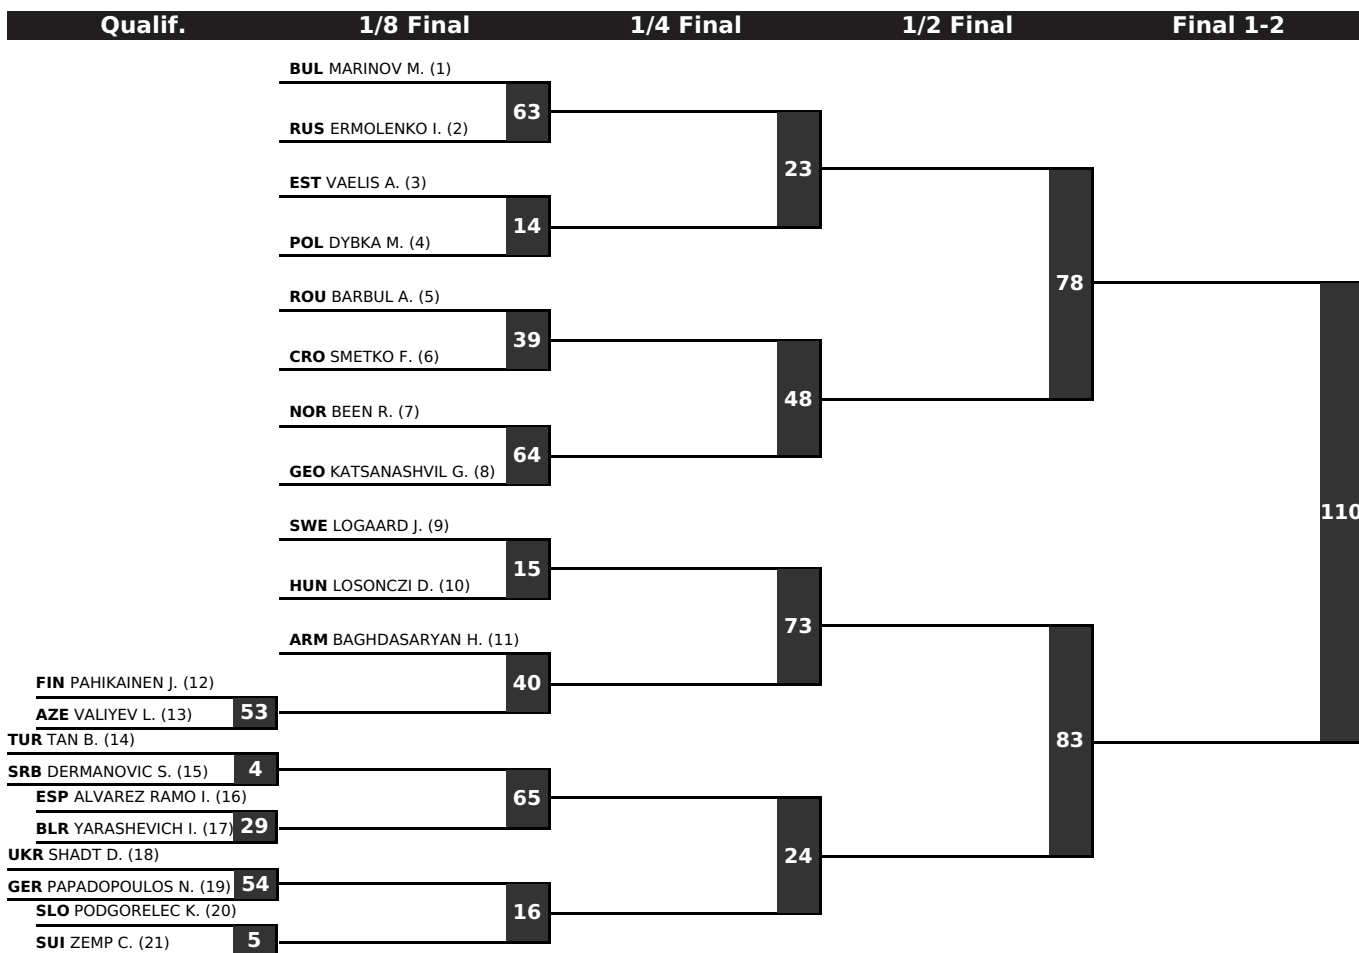 Qualif. 1/8 Final 1/4 Final 1/2 Final Final 1-2
BUL MARINOV M. (1)
63
RUS ERMOLENKO I. (2)
23
EST VAELIS A. (3)
14
POL DYBKA M. (4)
78
ROU BARBUL A. (5)
39
CRO SMETKO F. (6)
48
NOR BEEN R. (7)
64
GEO KATSANASHVIL G. (8)
110
SWE LOGAARD J. (9)
15
HUN LOSONCZI D. (10)
73
ARM BAGHDASARYAN H. (11)
40
FIN PAHIKAINEN J. (12)
53
AZE VALIYEV L. (13)
83
TUR TAN B. (14)
4
SRB DERMANOVIC S. (15)
65
ESP ALVAREZ RAMO I. (16)
BLR YARASHEVICH I. (17) 29
24
UKR SHADT D. (18)
GER PAPADOPOULOS N. (19) 54
SLO PODGORELEC K. (20)
16
SUI ZEMP C. (21) 5